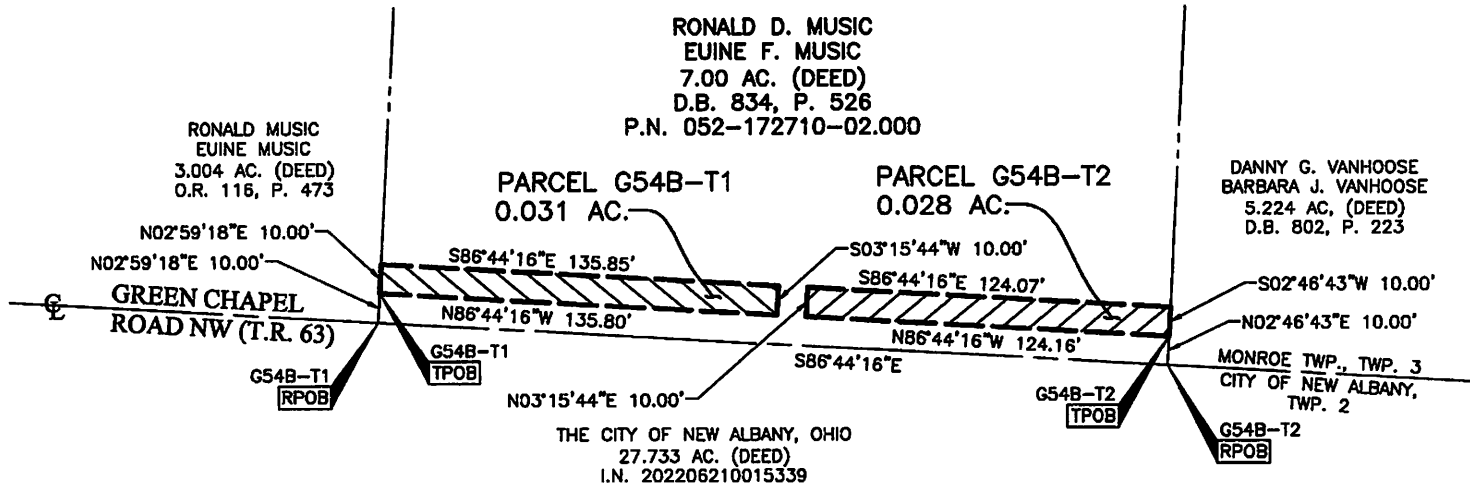 RONALD D. MUSIC
EUINE F. MUSIC
7.00 AC. (DEED)
D.B. 834, P. 526
P.N. 052-172710-02.000
RONALD MUSIC
EUINE MUSIC
3.004 AC. (DEED)
O.R. 116, P. 473
PARCEL G54B-T1
0.031 AC.
PARCEL G54B-T2
0.028 AC.
DANNY G. VANHOOSE
BARBARA J. VANHOOSE
5.224 AC, (DEED)
D.B. 802, P. 223
N02°59'18"E 10.00'
N02°59'18"E 10.00'
S86°44'16"E 135.85'
N86°44'16"W 135.80'
S03°15'44"W 10.00'
S86°44'16"E 124.07'
N86°44'16"W 124.16'
S02°46'43"W 10.00'
N02°46'43"E 10.00'
℄ GREEN CHAPEL
ROAD NW (T.R. 63)
S86°44'16"E
MONROE TWP., TWP. 3
CITY OF NEW ALBANY,
TWP. 2
G54B-T1
RPOB
G54B-T1
TPOB
N03°15'44"E 10.00'
G54B-T2
TPOB
G54B-T2
RPOB
THE CITY OF NEW ALBANY, OHIO
27.733 AC. (DEED)
I.N. 202206210015339